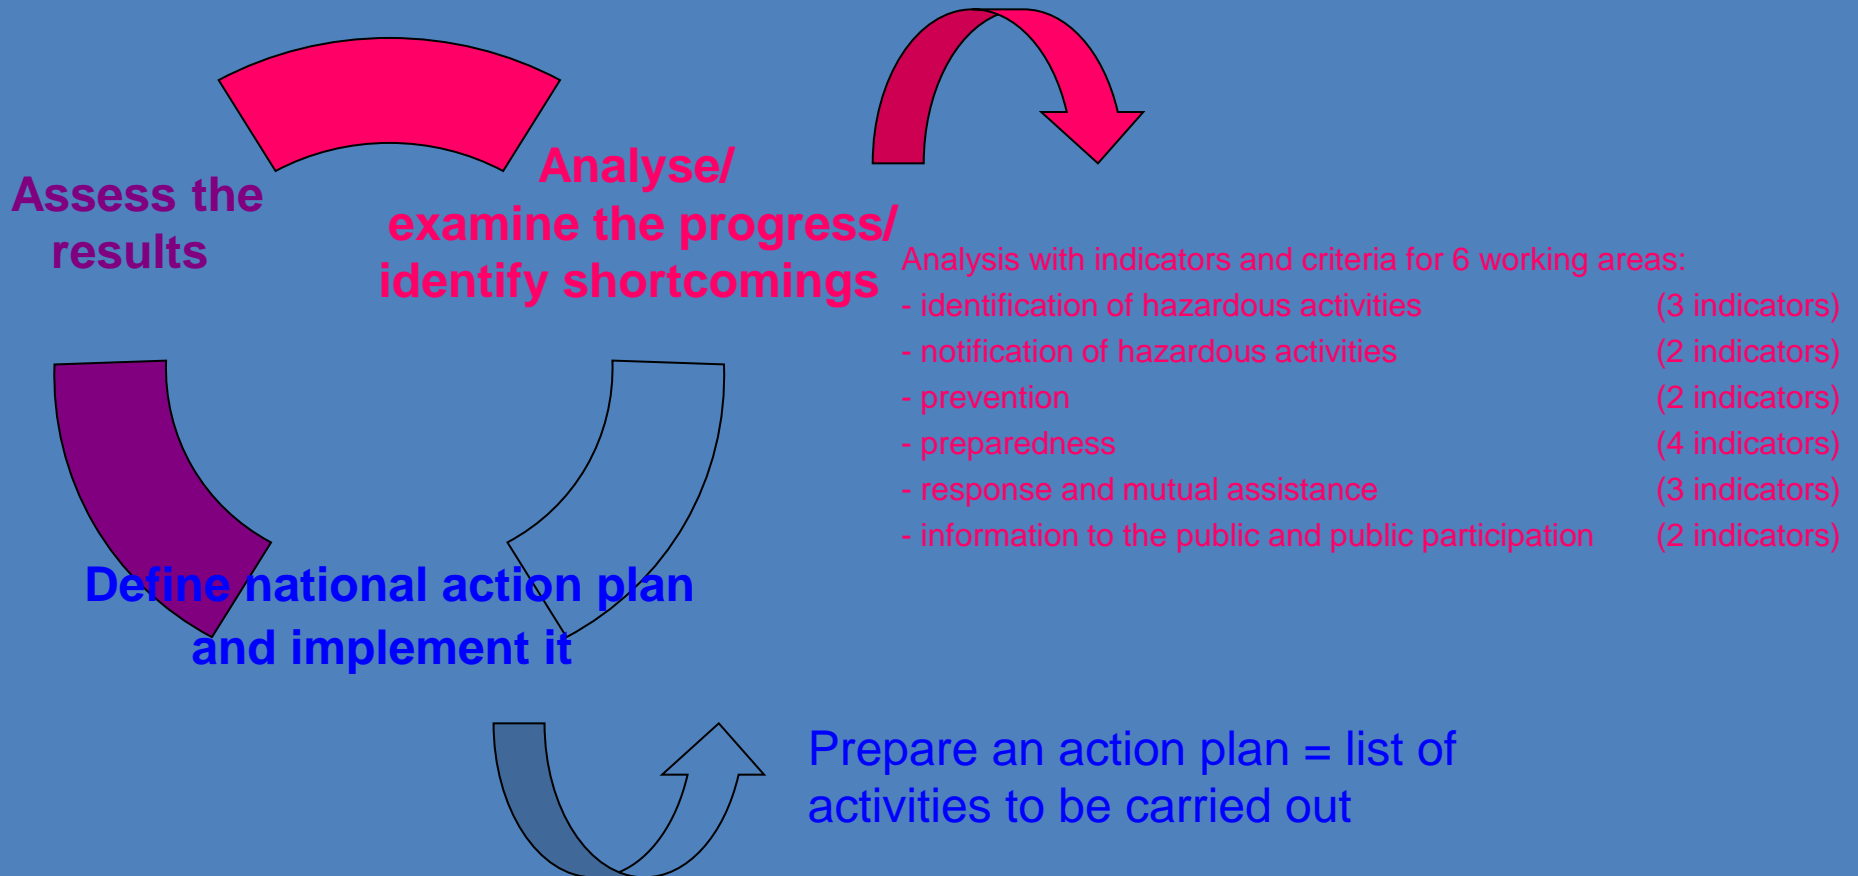 Assess the
results
Analyse/
examine the progress/
identify shortcomings
Analysis with indicators and criteria for 6 working areas:
- identification of hazardous activities (3 indicators)
- notification of hazardous activities (2 indicators)
- prevention (2 indicators)
- preparedness (4 indicators)
- response and mutual assistance (3 indicators)
- information to the public and public participation (2 indicators)
Define national action plan
and implement it
Prepare an action plan = list of
activities to be carried out